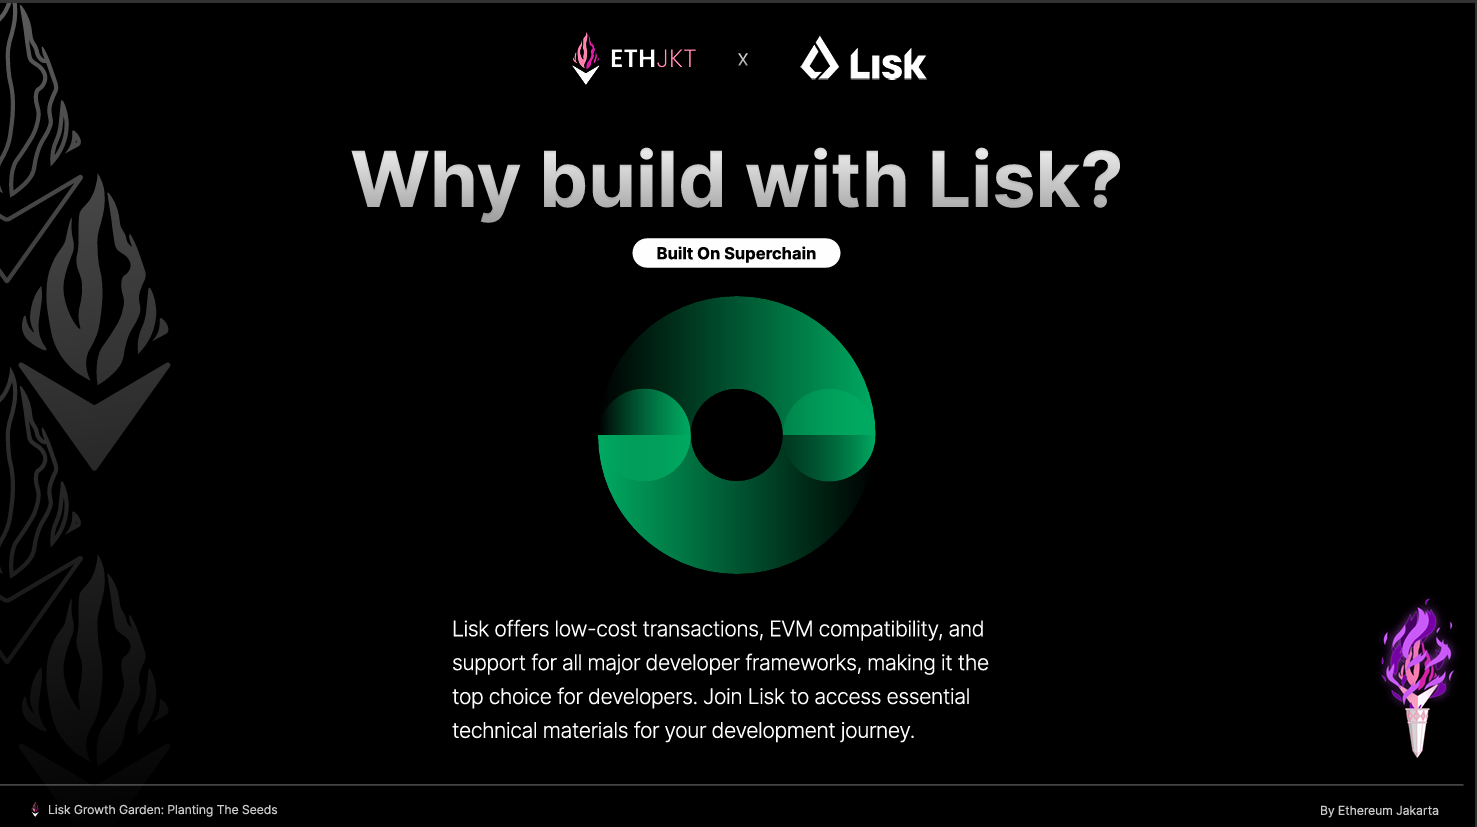 ETHJKT x Lisk
Why build with Lisk?
Built On Superchain
Lisk offers low-cost transactions, EVM compatibility, and
support for all major developer frameworks, making it the
top choice for developers. Join Lisk to access essential
technical materials for your development journey.
Lisk Growth Garden: Planting The Seeds
By Ethereum Jakarta